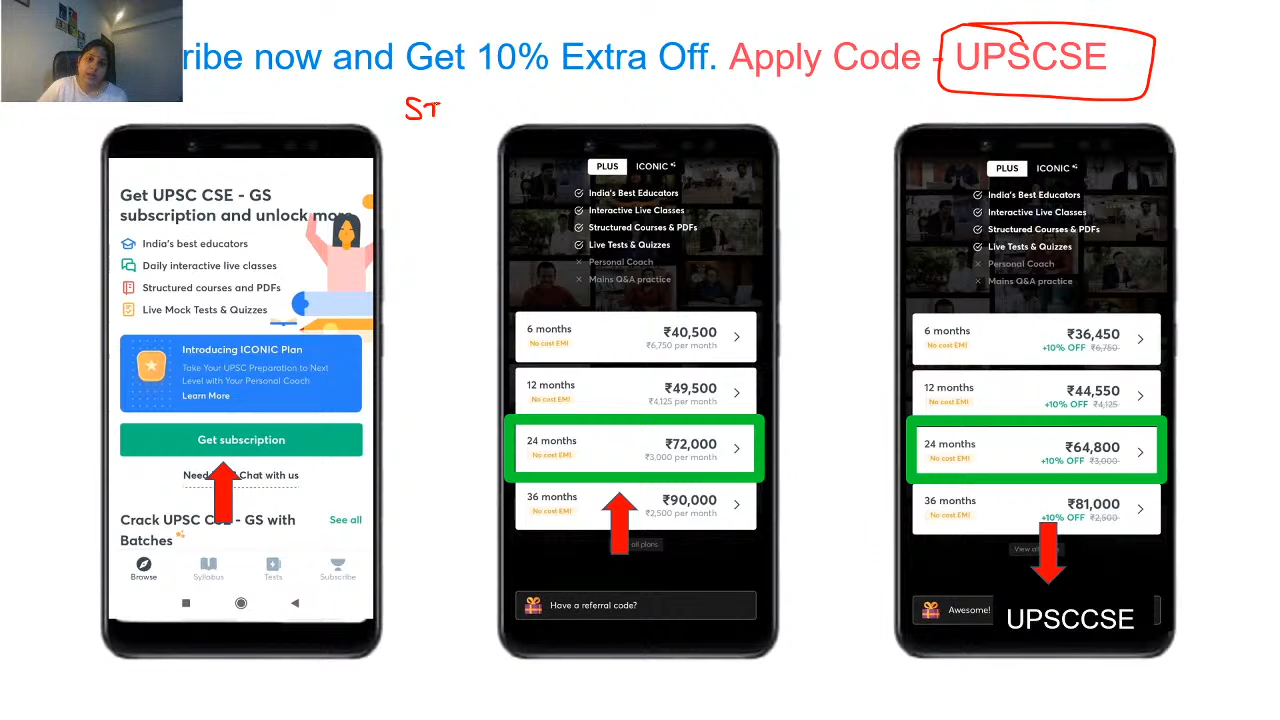 ribe now and Get 10% Extra Off. Apply Code - UPSCSE
ST
Get UPSC CSE - GS
subscription and unlock more
India's best educators
Daily interactive live classes
Structured courses and PDFs
Live Mock Tests & Quizzes
Introducing ICONIC Plan
Take Your UPSC Preparation to Next
Level with Your Personal Coach
Learn More
Get subscription
Need Chat with us
Crack UPSC CSE - GS with
Batches
See all
Browse
Syllabus
Tests
Subscribe
PLUS ICONIC
India's Best Educators
Interactive Live Classes
Structured Courses & PDFs
Live Tests & Quizzes
Personal Coach
Mains Q&A practice
6 months ₹40,500
No cost EMI ₹6,750 per month
12 months ₹49,500
No cost EMI ₹4,125 per month
24 months ₹72,000
No cost EMI ₹3,000 per month
36 months ₹90,000
No cost EMI ₹2,500 per month
all plans
Have a referral code?
PLUS ICONIC
India's Best Educators
Interactive Live Classes
Structured Courses & PDFs
Live Tests & Quizzes
Personal Coach
Mains Q&A practice
6 months ₹36,450
No cost EMI +10% OFF ₹6,750
12 months ₹44,550
No cost EMI +10% OFF ₹4,125
24 months ₹64,800
No cost EMI +10% OFF ₹3,000
36 months ₹81,000
No cost EMI +10% OFF ₹2,500
View all
Awesome! UPSCCSE